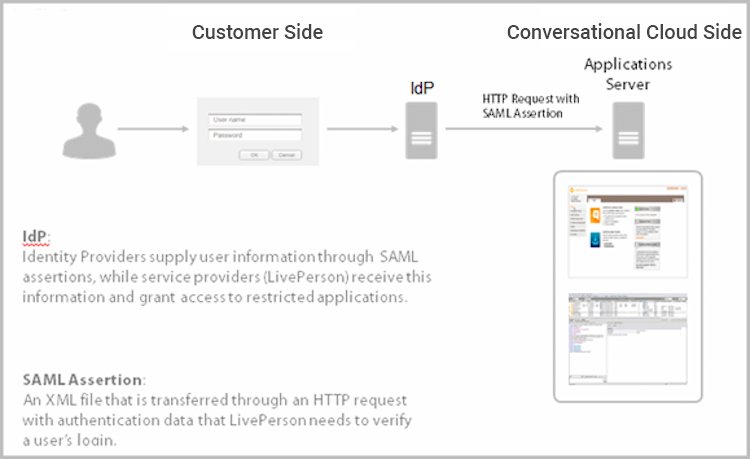 Customer Side
Conversational Cloud Side
Applications
Server
IdP
HTTP Request with
SAML Assertion
User name
Password
OK
Cancel
IdP:
Identity Providers supply user information through SAML
assertions, while service providers (LivePerson) receive this
information and grant access to restricted applications.
SAML Assertion:
An XML file that is transferred through an HTTP request
with authentication data that LivePerson needs to verify
a user's login.